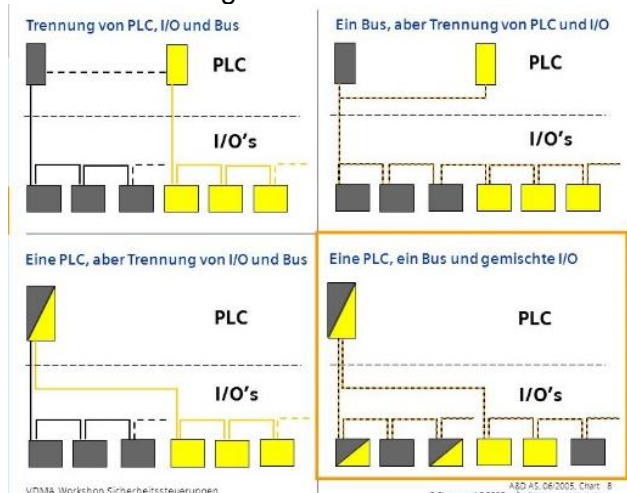 Trennung von PLC, I/O und Bus
PLC
I/O's
Ein Bus, aber Trennung von PLC und I/O
PLC
I/O's
Eine PLC, aber Trennung von I/O und Bus
PLC
I/O's
Eine PLC, ein Bus und gemischte I/O
PLC
I/O's
VDMA Workshop Sicherheitssteuerungen
A&D AS, 06/2005, Chart 8